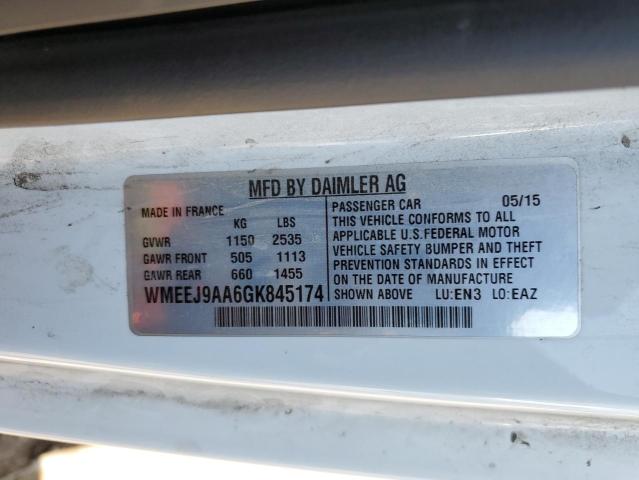 MFD BY DAIMLER AG
MADE IN FRANCE
KG LBS
GVWR 1150 2535
GAWR FRONT 505 1113
GAWR REAR 660 1455
WMEEJ9AA6GK845174
PASSENGER CAR 05/15
THIS VEHICLE CONFORMS TO ALL
APPLICABLE U.S.FEDERAL MOTOR
VEHICLE SAFETY BUMPER AND THEFT
PREVENTION STANDARDS IN EFFECT
ON THE DATE OF MANUFACTURE
SHOWN ABOVE LU:EN3 LO:EAZ